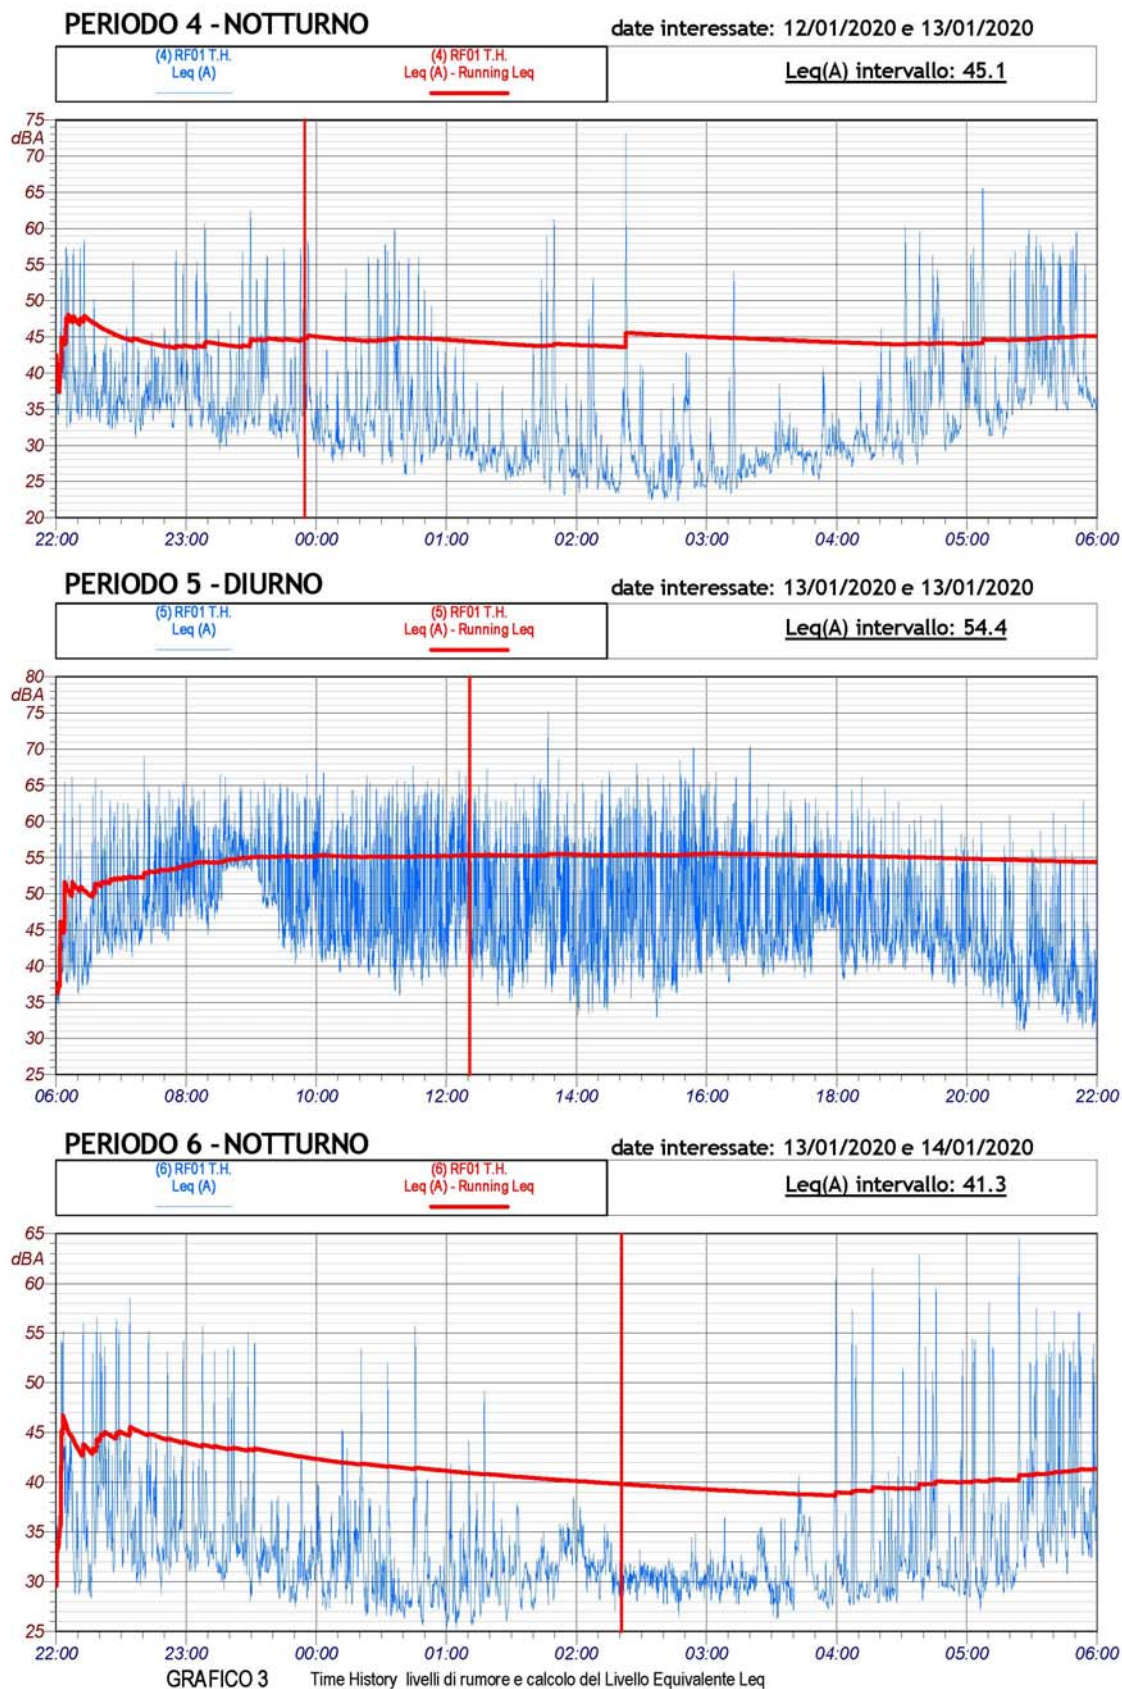 PERIODO 4 - NOTTURNO
date interessate: 12/01/2020 e 13/01/2020
(4) RF01 T.H.
Leq (A)
(4) RF01 T.H.
Leq (A) - Running Leq
Leq(A) intervallo: 45.1
75
dBA
70
65
60
55
50
45
40
35
30
25
20
22:00 23:00 00:00 01:00 02:00 03:00 04:00 05:00 06:00
PERIODO 5 - DIURNO
date interessate: 13/01/2020 e 13/01/2020
(5) RF01 T.H.
Leq (A)
(5) RF01 T.H.
Leq (A) - Running Leq
Leq(A) intervallo: 54.4
80
dBA
75
70
65
60
55
50
45
40
35
30
25
06:00 08:00 10:00 12:00 14:00 16:00 18:00 20:00 22:00
PERIODO 6 - NOTTURNO
date interessate: 13/01/2020 e 14/01/2020
(6) RF01 T.H.
Leq (A)
(6) RF01 T.H.
Leq (A) - Running Leq
Leq(A) intervallo: 41.3
65
dBA
60
55
50
45
40
35
30
25
22:00 23:00 00:00 01:00 02:00 03:00 04:00 05:00 06:00
GRAFICO 3 Time History livelli di rumore e calcolo del Livello Equivalente Leq